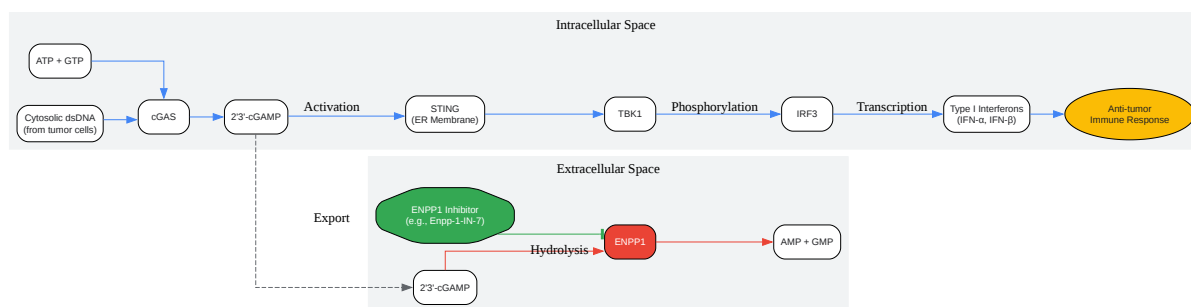 Intracellular Space
ATP + GTP
Cytosolic dsDNA
(from tumor cells)
cGAS
2'3'-cGAMP
Activation
STING
(ER Membrane)
TBK1
Phosphorylation
IRF3
Transcription
Type I Interferons
(IFN-α, IFN-β)
Anti-tumor
Immune Response
Extracellular Space
Export
ENPP1 Inhibitor
(e.g., Enpp-1-IN-7)
Hydrolysis
ENPP1
AMP + GMP
2'3'-cGAMP